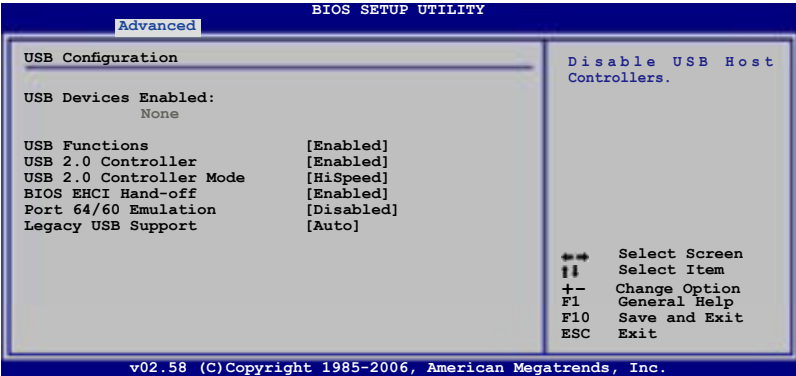 BIOS SETUP UTILITY
Advanced
USB Configuration
USB Devices Enabled:
None
USB Functions [Enabled]
USB 2.0 Controller [Enabled]
USB 2.0 Controller Mode [HiSpeed]
BIOS EHCI Hand-off [Enabled]
Port 64/60 Emulation [Disabled]
Legacy USB Support [Auto]
Disable USB Host
Controllers.
Select Screen
Select Item
+- Change Option
F1 General Help
F10 Save and Exit
ESC Exit
v02.58 (C)Copyright 1985-2006, American Megatrends, Inc.